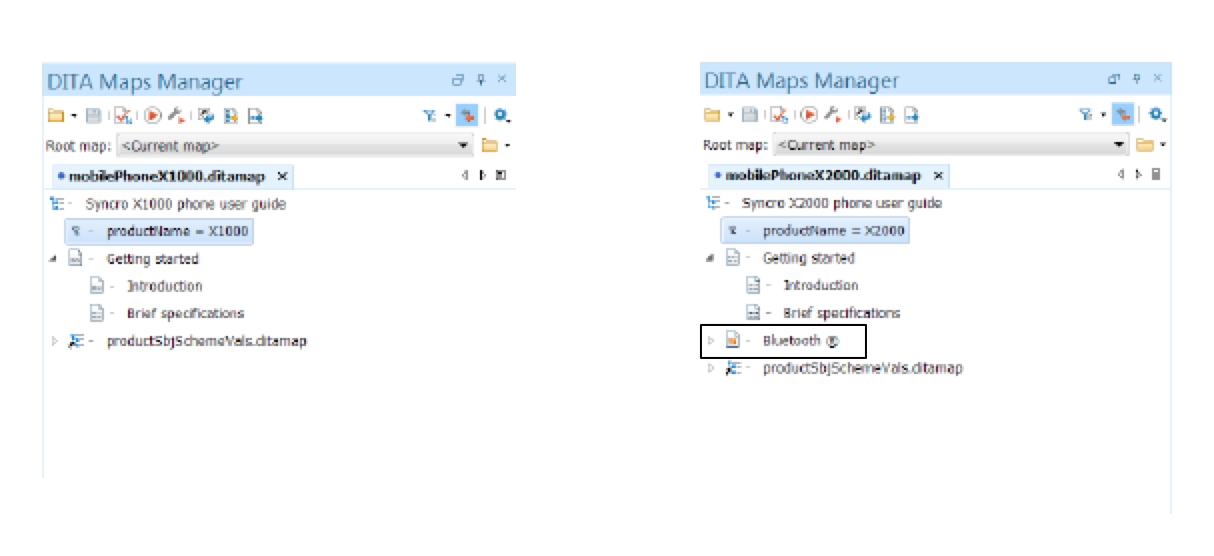 DITA Maps Manager
Root map: <Current map>
mobilePhoneX1000.ditamap
Syncro X1000 phone user guide
productName = X1000
Getting started
Introduction
Brief specifications
productSbjSchemeVals.ditamap
DITA Maps Manager
Root map: <Current map>
mobilePhoneX2000.ditamap
Syncro X2000 phone user guide
productName = X2000
Getting started
Introduction
Brief specifications
Bluetooth ®
productSbjSchemeVals.ditamap